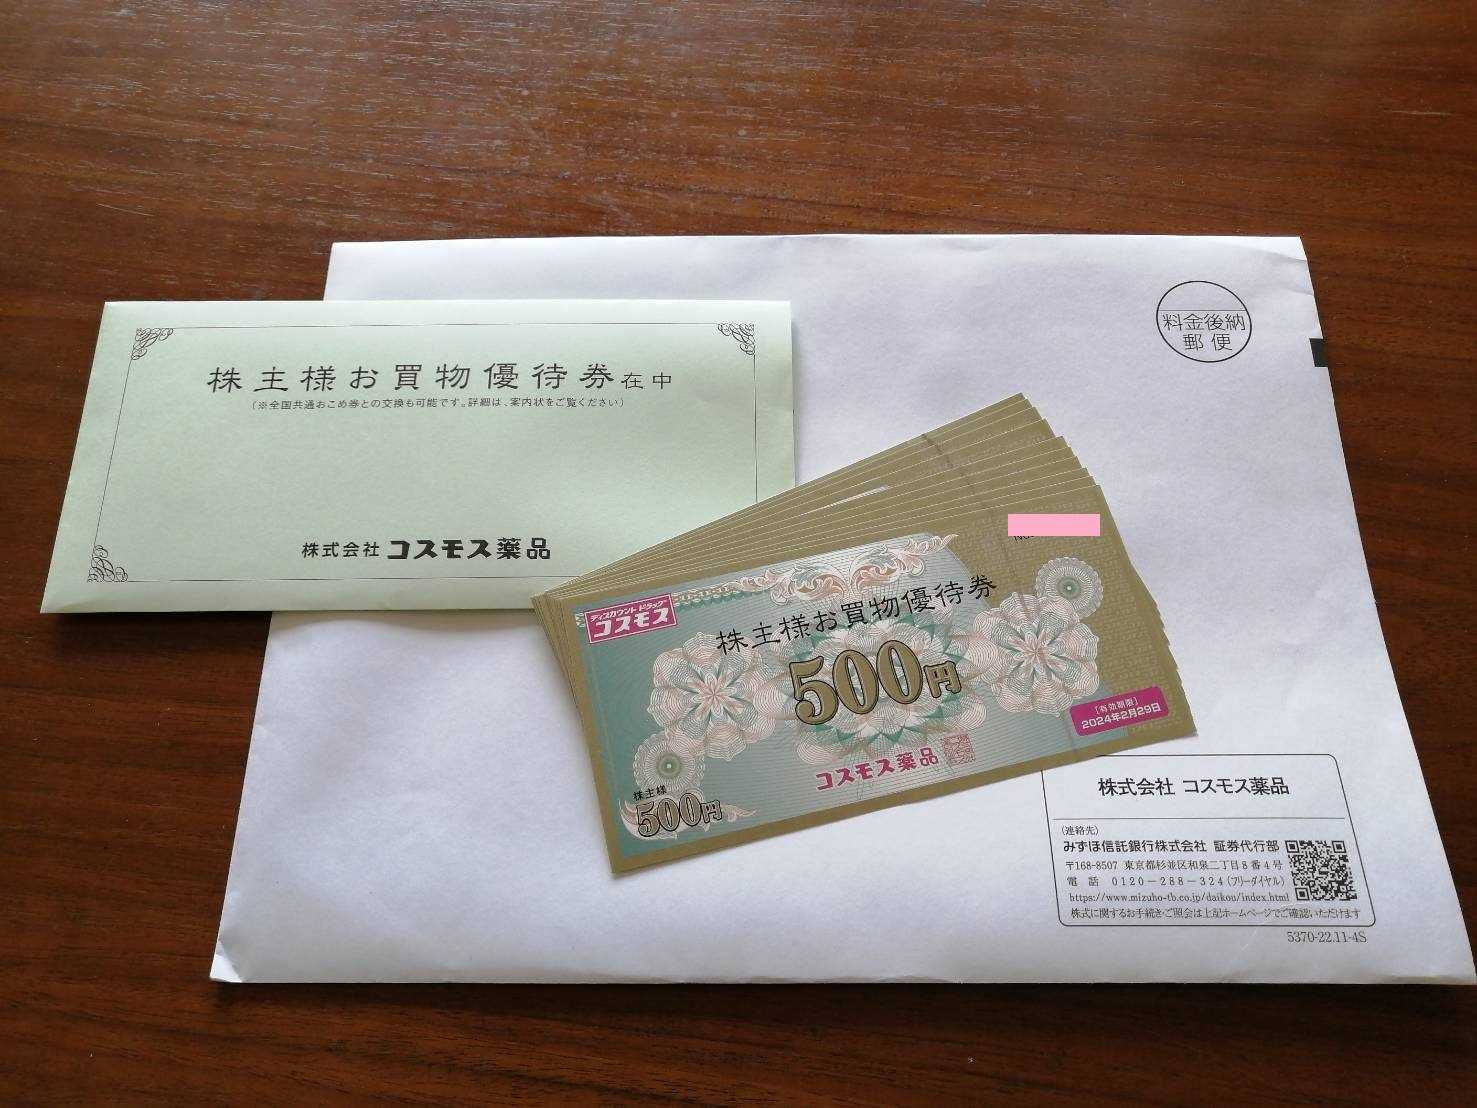 料金後納
郵便
株主様お買物優待券在中
(※全国共通おこめ券との交換も可能です。詳細は、案内状をご覧ください)
株式会社 コスモス薬品
No.
ディスカウント ドラッグ
コスモス
株主様お買物優待券
500円
[有効期限]
2024年2月29日
コスモス薬品
株主様
500円
株式会社 コスモス薬品
(連絡先)
みずほ信託銀行株式会社 証券代行部
〒168-8507 東京都杉並区和泉二丁目8番4号
電話 0120-288-324(フリーダイヤル)
https://www.mizuho-tb.co.jp/daikou/index.html
株式に関するお手続き・ご照会は上記ホームページでご確認いただけます
5370-22.11-4S